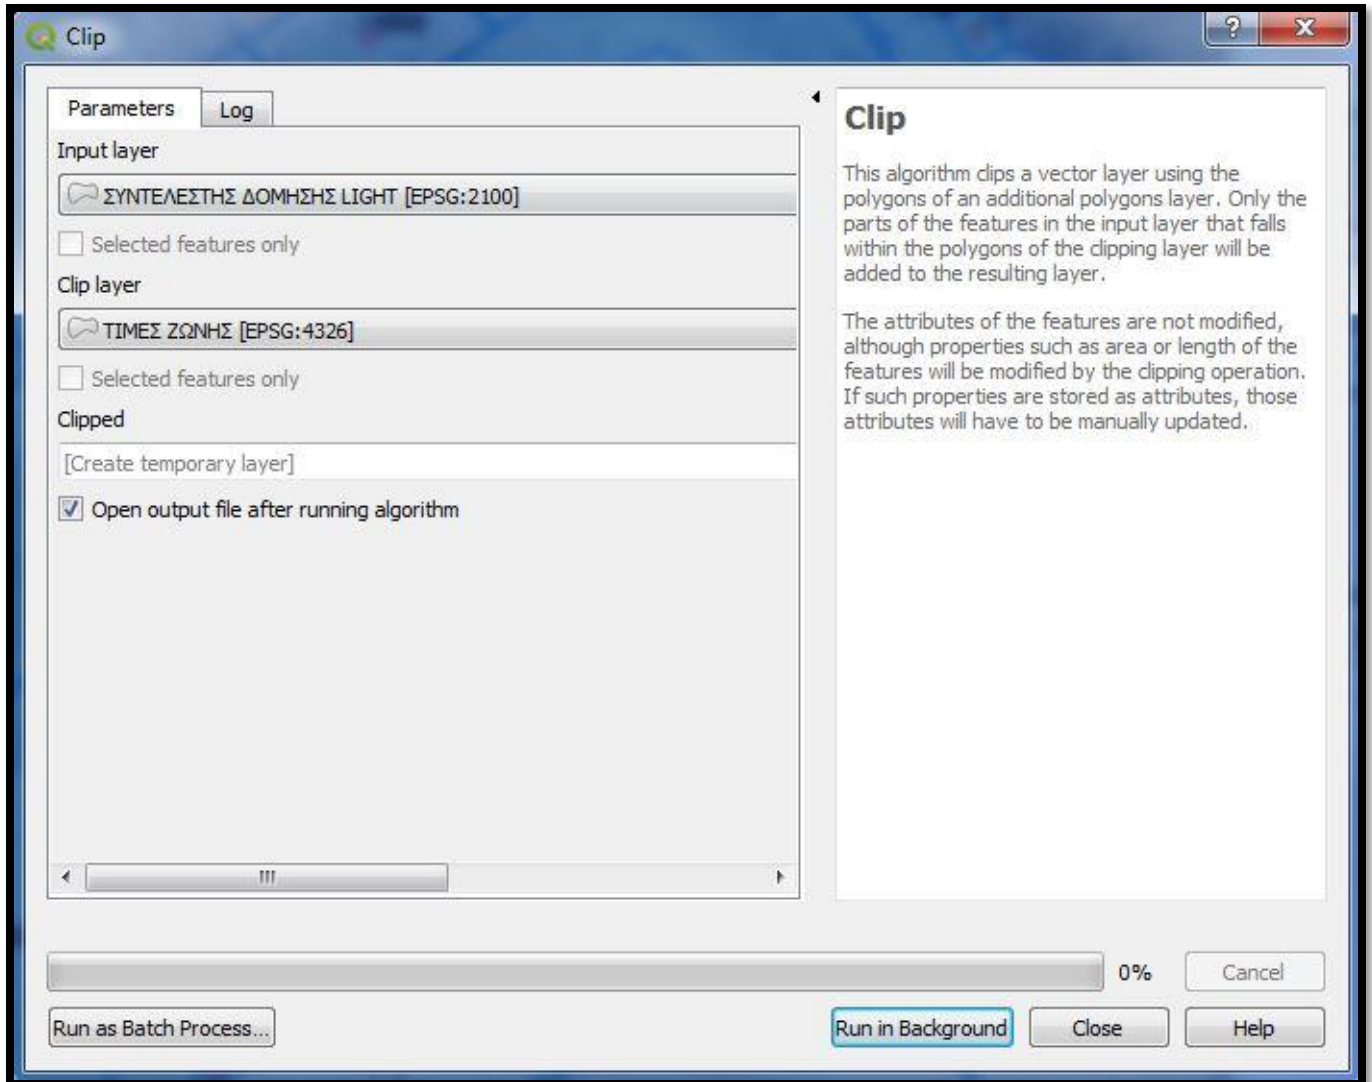 Clip
Parameters
Log
Input layer
ΣΥΝΤΕΛΕΣΤΗΣ ΔΟΜΗΣΗΣ LIGHT [EPSG:2100]
Selected features only
Clip layer
ΤΙΜΕΣ ΖΩΝΗΣ [EPSG:4326]
Selected features only
Clipped
[Create temporary layer]
Open output file after running algorithm
Clip
This algorithm clips a vector layer using the
polygons of an additional polygons layer. Only the
parts of the features in the input layer that falls
within the polygons of the clipping layer will be
added to the resulting layer.
The attributes of the features are not modified,
although properties such as area or length of the
features will be modified by the clipping operation.
If such properties are stored as attributes, those
attributes will have to be manually updated.
0%
Cancel
Run as Batch Process...
Run in Background
Close
Help